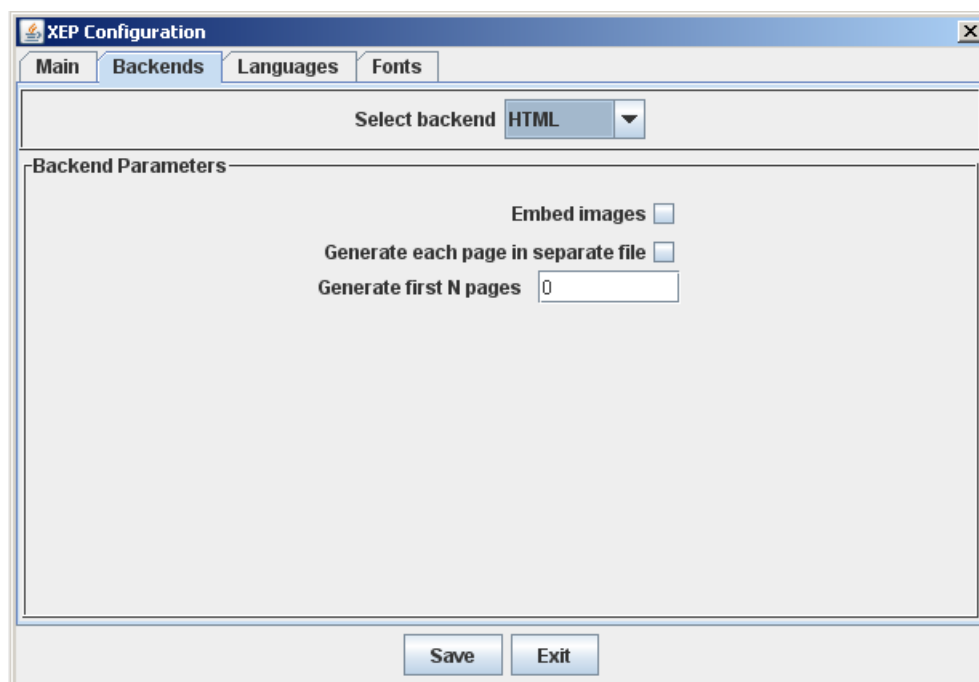 XEP Configuration
Main Backends Languages Fonts
Select backend HTML
Backend Parameters
Embed images
Generate each page in separate file
Generate first N pages 0
Save Exit